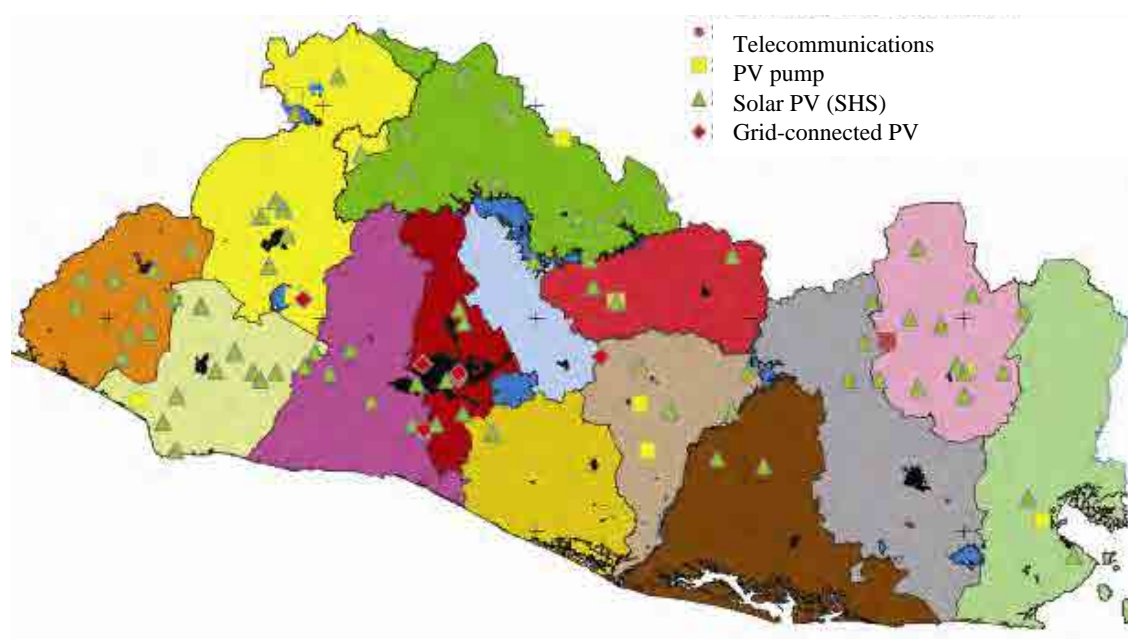 Telecommunications
PV pump
Solar PV (SHS)
Grid-connected PV